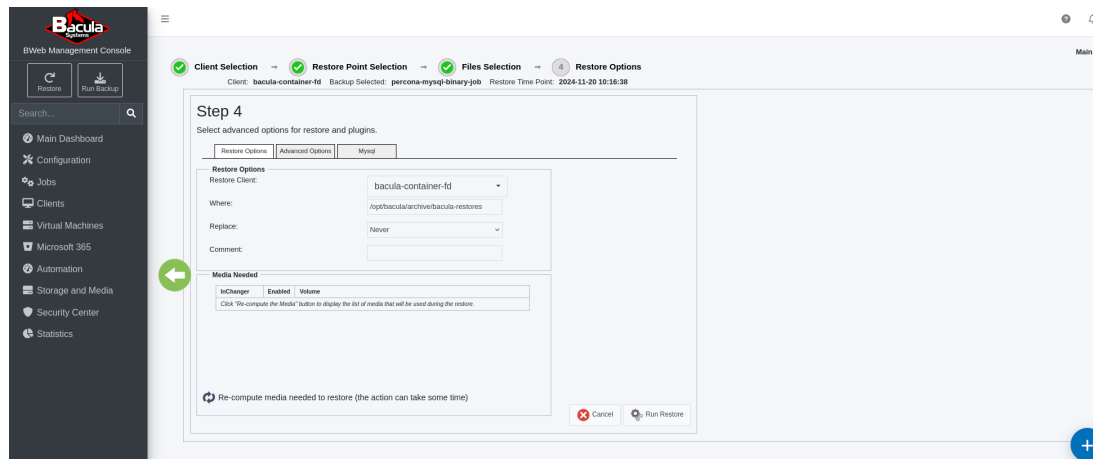 Bacula
Systems
BWeb Management Console
Restore
Run Backup
Search...
Main Dashboard
Configuration
Jobs
Clients
Virtual Machines
Microsoft 365
Automation
Storage and Media
Security Center
Statistics
Main
Client Selection → Restore Point Selection → Files Selection → 4 Restore Options
Client: bacula-container-fd Backup Selected: percona-mysql-binary-job Restore Time Point: 2024-11-20 10:16:38
Step 4
Select advanced options for restore and plugins.
Restore Options Advanced Options Mysql
Restore Options
Restore Client: bacula-container-fd
Where: /opt/bacula/archive/bacula-restores
Replace: Never
Comment:
Media Needed
InChanger Enabled Volume
Click "Re-compute the Media" button to display the list of media that will be used during the restore.
Re-compute media needed to restore (the action can take some time)
Cancel Run Restore